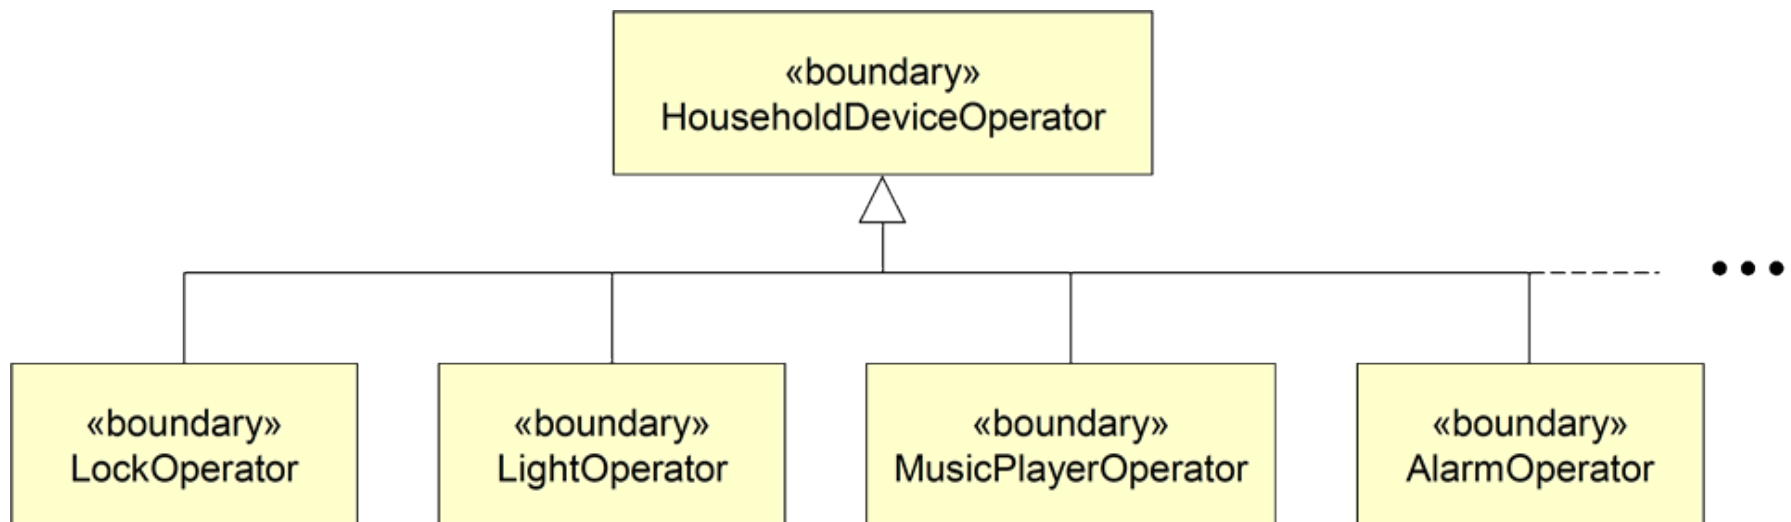 «boundary»
HouseholdDeviceOperator
«boundary»
LockOperator
«boundary»
LightOperator
«boundary»
MusicPlayerOperator
«boundary»
AlarmOperator